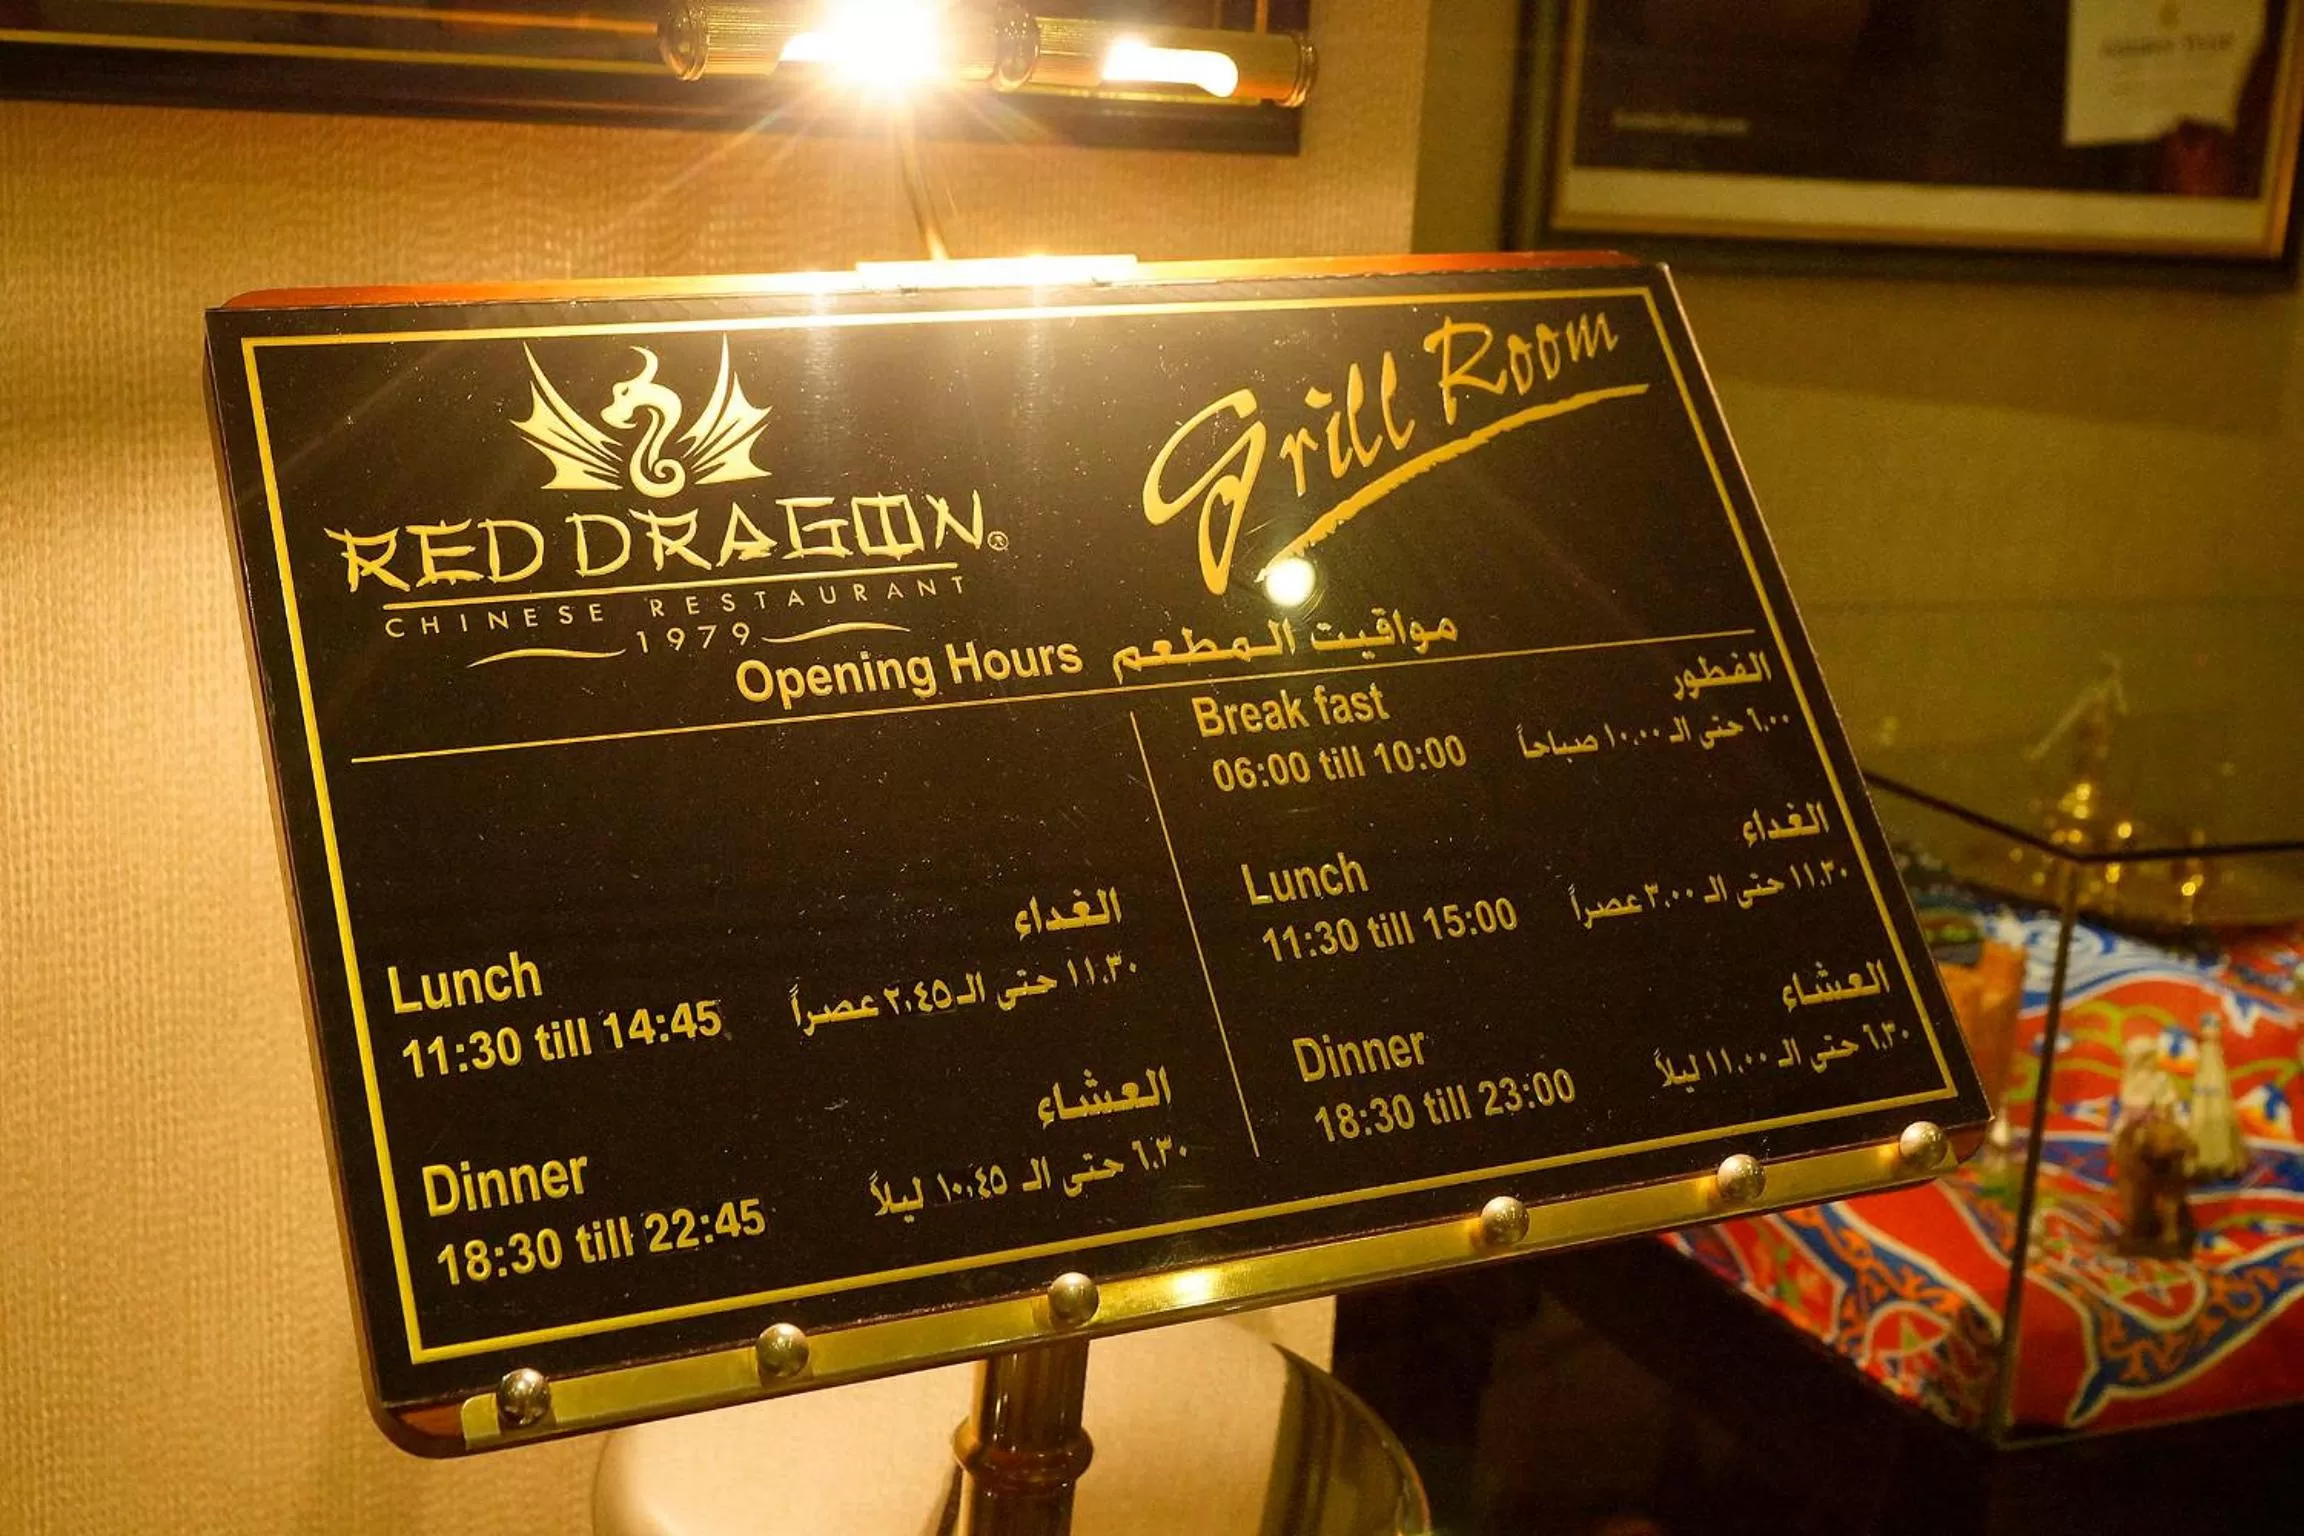 RED DRAGON®
CHINESE RESTAURANT
1979
Grill Room
Opening Hours مواقيت المطعم
Lunch الغداء
11:30 till 14:45 ١١.٣٠ حتى الـ ٢.٤٥ عصراً
Dinner العشاء
18:30 till 22:45 ٦.٣٠ حتى الـ ١٠.٤٥ ليلاً
Break fast الفطور
06:00 till 10:00 ٦.٠٠ حتى الـ ١٠.٠٠ صباحاً
Lunch الغداء
11:30 till 15:00 ١١.٣٠ حتى الـ ٣.٠٠ عصراً
Dinner العشاء
18:30 till 23:00 ٦.٣٠ حتى الـ ١١.٠٠ ليلاً